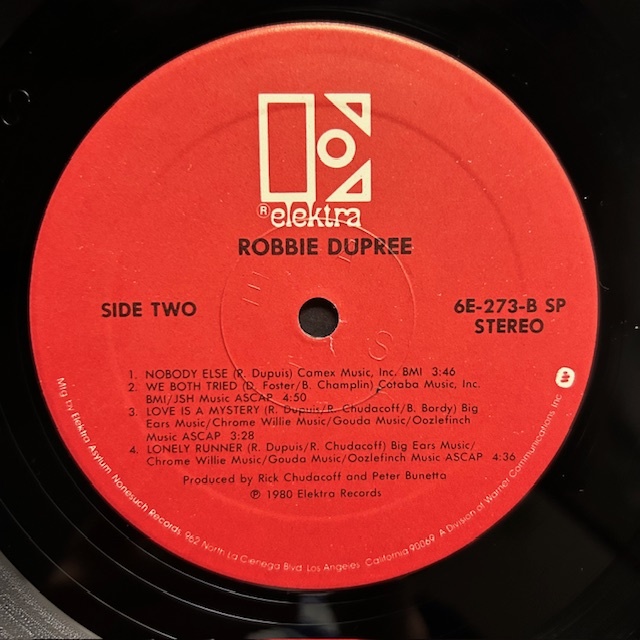 ® elektra
ROBBIE DUPREE
SIDE TWO
6E-273-B SP
STEREO
1. NOBODY ELSE (R. Dupuis) Camex Music, Inc. BMI 3:46
2. WE BOTH TRIED (D. Foster/B. Champlin) Cotaba Music, Inc.
BMI/JSH Music ASCAP 4:50
3. LOVE IS A MYSTERY (R. Dupuis/R. Chudacoff/B. Bordy) Big
Ears Music/Chrome Willie Music/Gouda Music/Oozlefinch
Music ASCAP 3:28
4. LONELY RUNNER (R. Dupuis/R. Chudacoff) Big Ears Music/
Chrome Willie Music/Gouda Music/Oozlefinch Music ASCAP 4:36
Produced by Rick Chudacoff and Peter Bunetta
℗ 1980 Elektra Records
Mfg. by Elektra Asylum Nonesuch Records 962 North La Cienega Blvd. Los Angeles, California 90069 A Division of Warner Communications Inc.